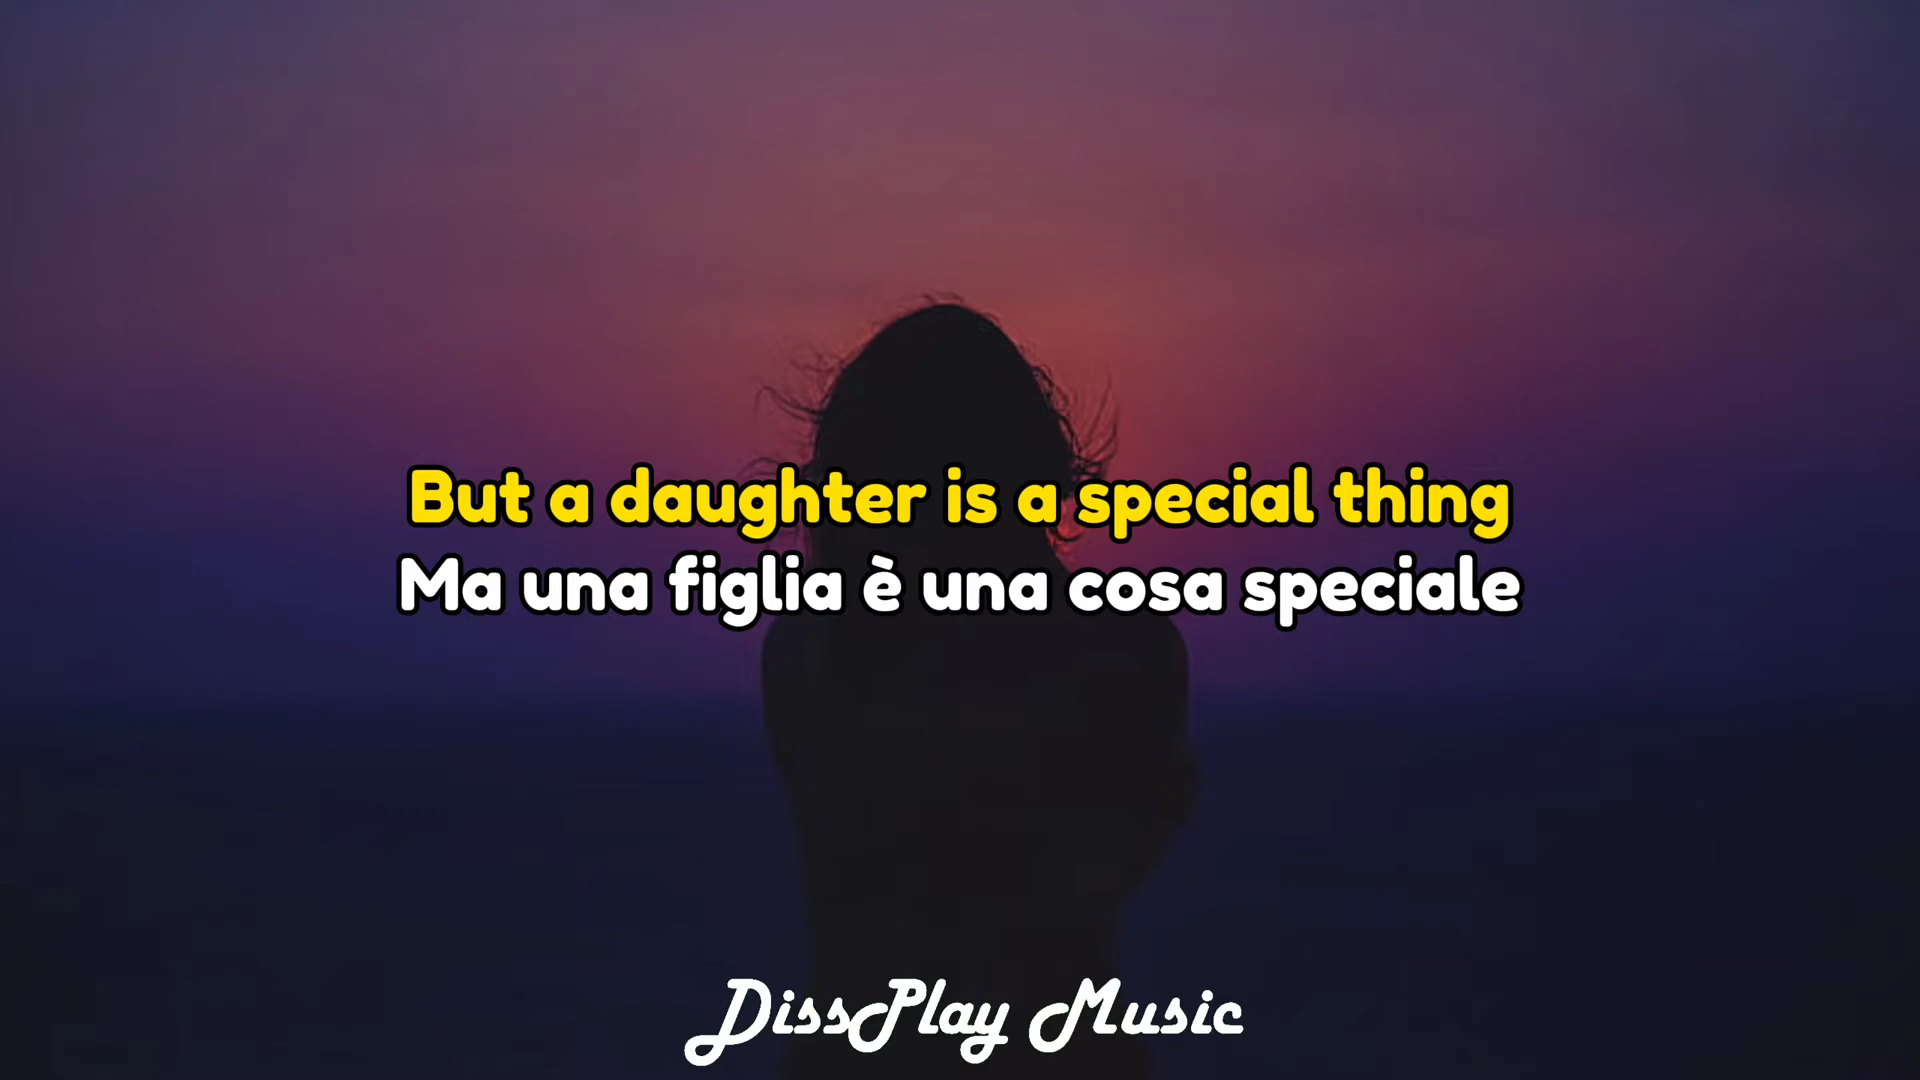 But a daughter is a special thing
Ma una figlia è una cosa speciale
DissPlay Music